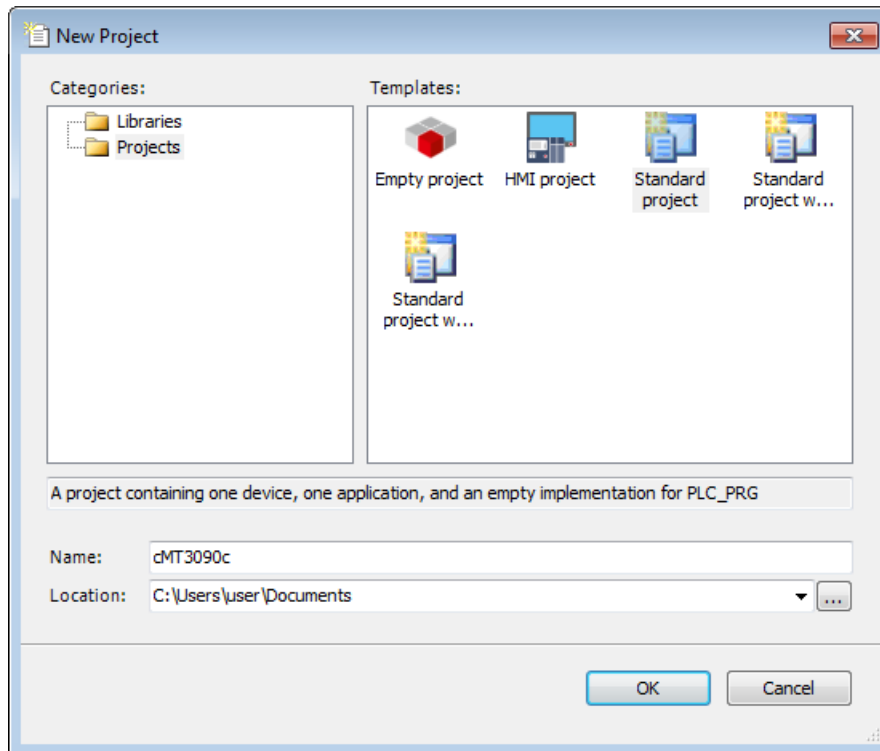 New Project
Categories:
Templates:
Libraries
Projects
Empty project
HMI project
Standard
project
Standard
project w...
Standard
project w...
A project containing one device, one application, and an empty implementation for PLC_PRG
Name:
cMT3090c
Location:
C:\Users\user\Documents
...
OK
Cancel